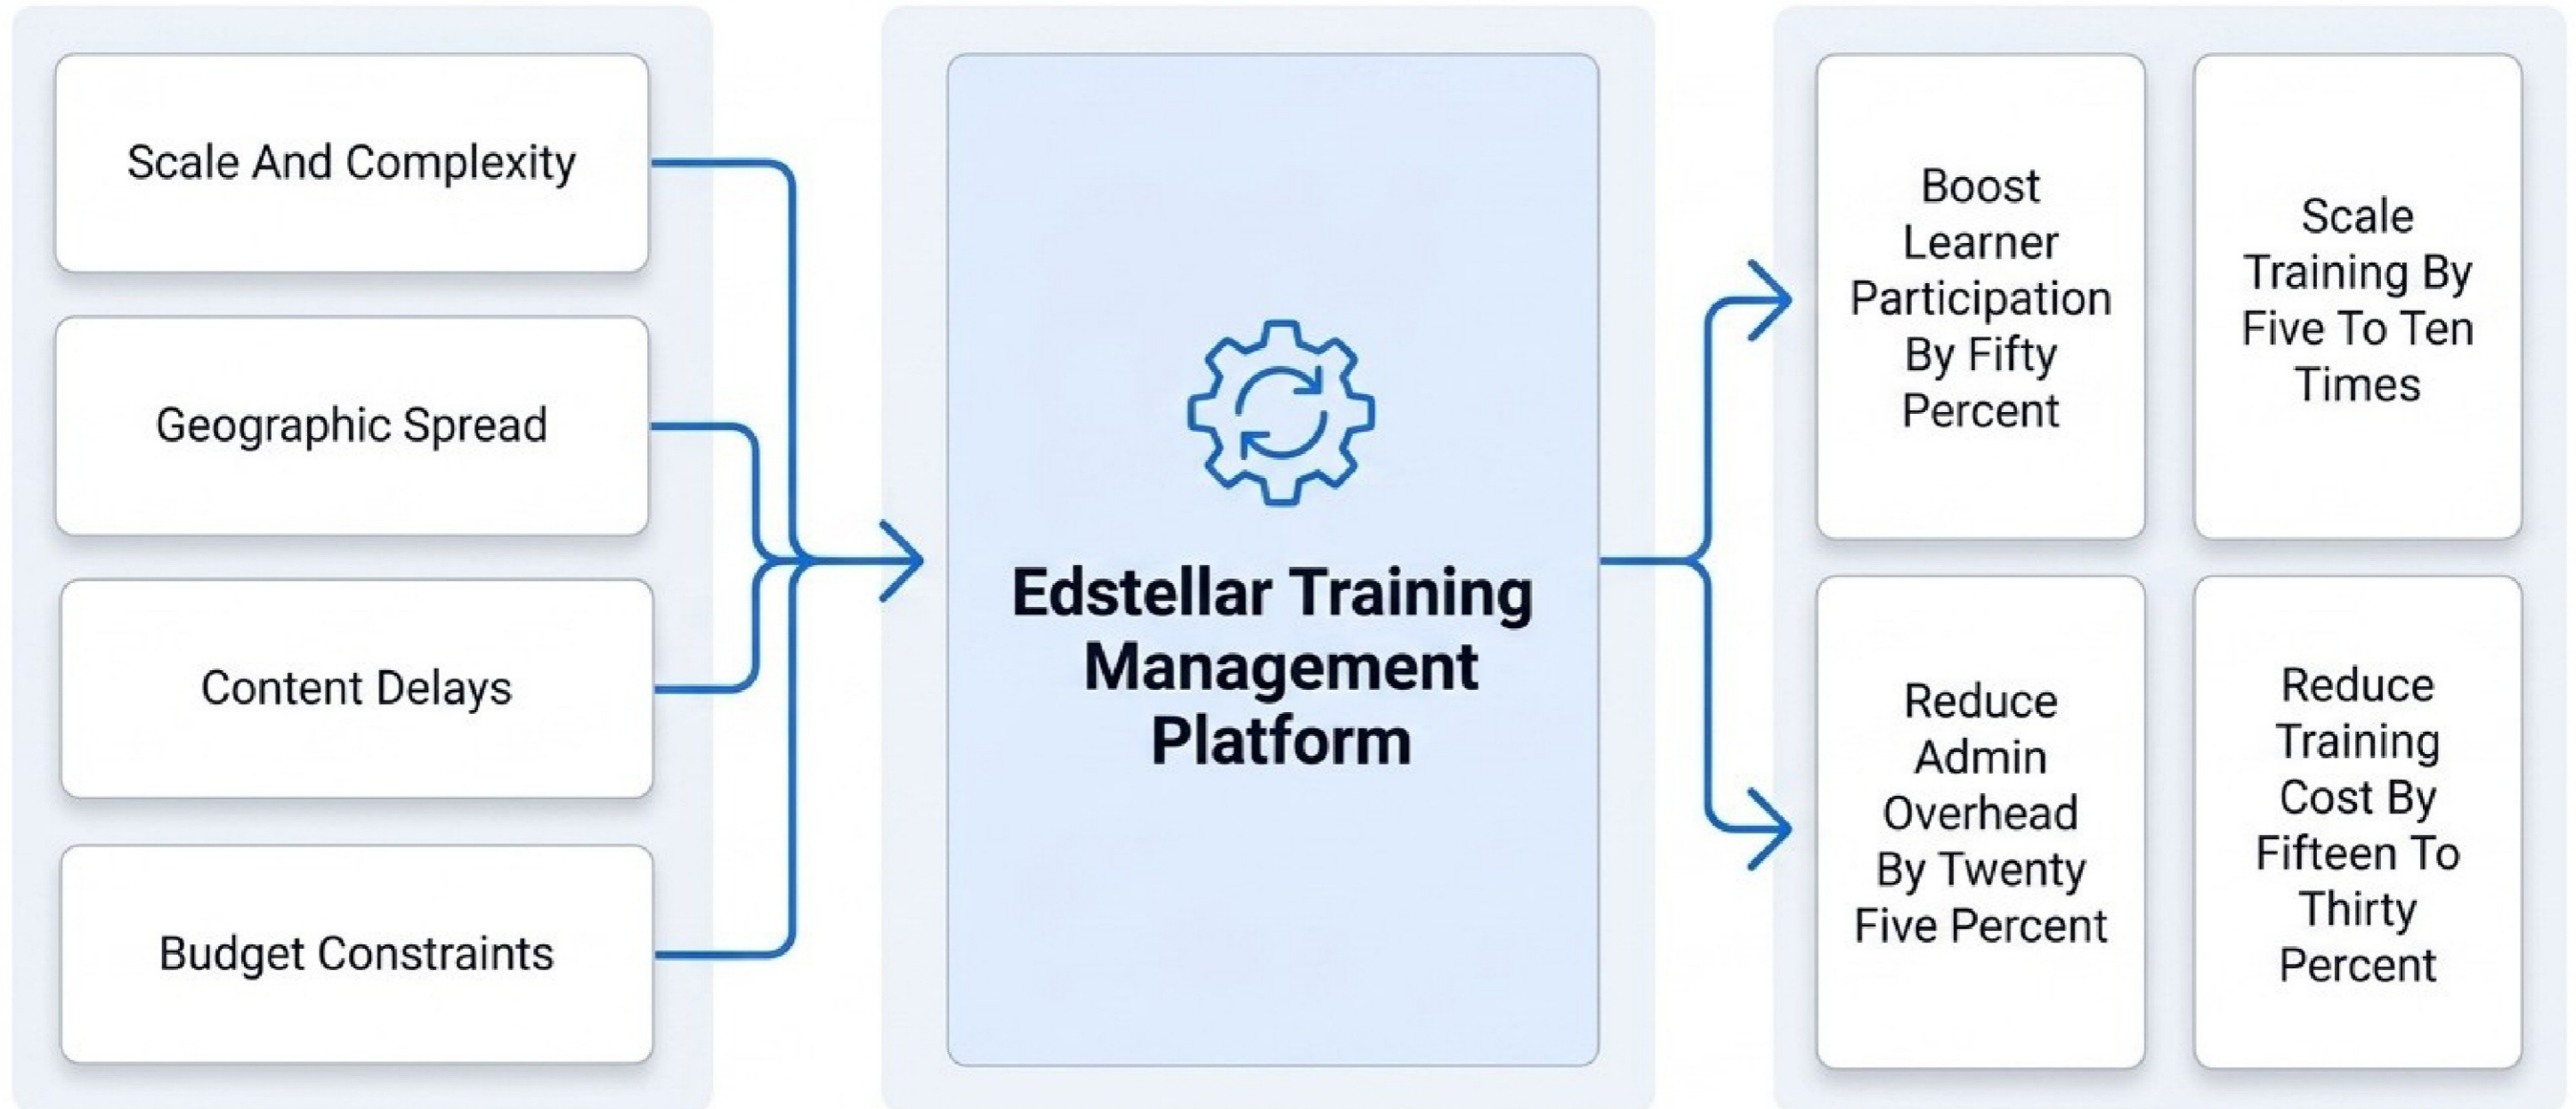 Scale And Complexity
Geographic Spread
Content Delays
Budget Constraints
Edstellar Training
Management
Platform
Boost
Learner
Participation
By Fifty
Percent
Scale
Training By
Five To Ten
Times
Reduce
Admin
Overhead
By Twenty
Five Percent
Reduce
Training
Cost By
Fifteen To
Thirty
Percent